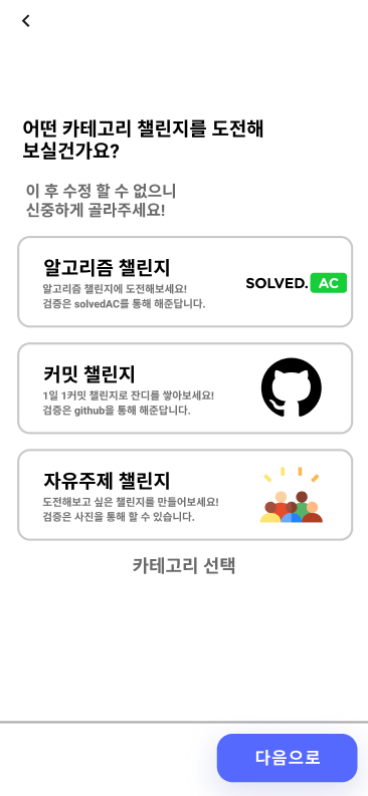 어떤 카테고리 챌린지를 도전해
보실건가요?
이 후 수정 할 수 없으니
신중하게 골라주세요!
알고리즘 챌린지
알고리즘 챌린지에 도전해보세요!
검증은 solvedAC를 통해 해준답니다.
SOLVED. AC
커밋 챌린지
1일 1커밋 챌린지로 잔디를 쌓아보세요!
검증은 github을 통해 해준답니다.
자유주제 챌린지
도전해보고 싶은 챌린지를 만들어보세요!
검증은 사진을 통해 할 수 있습니다.
카테고리 선택
다음으로